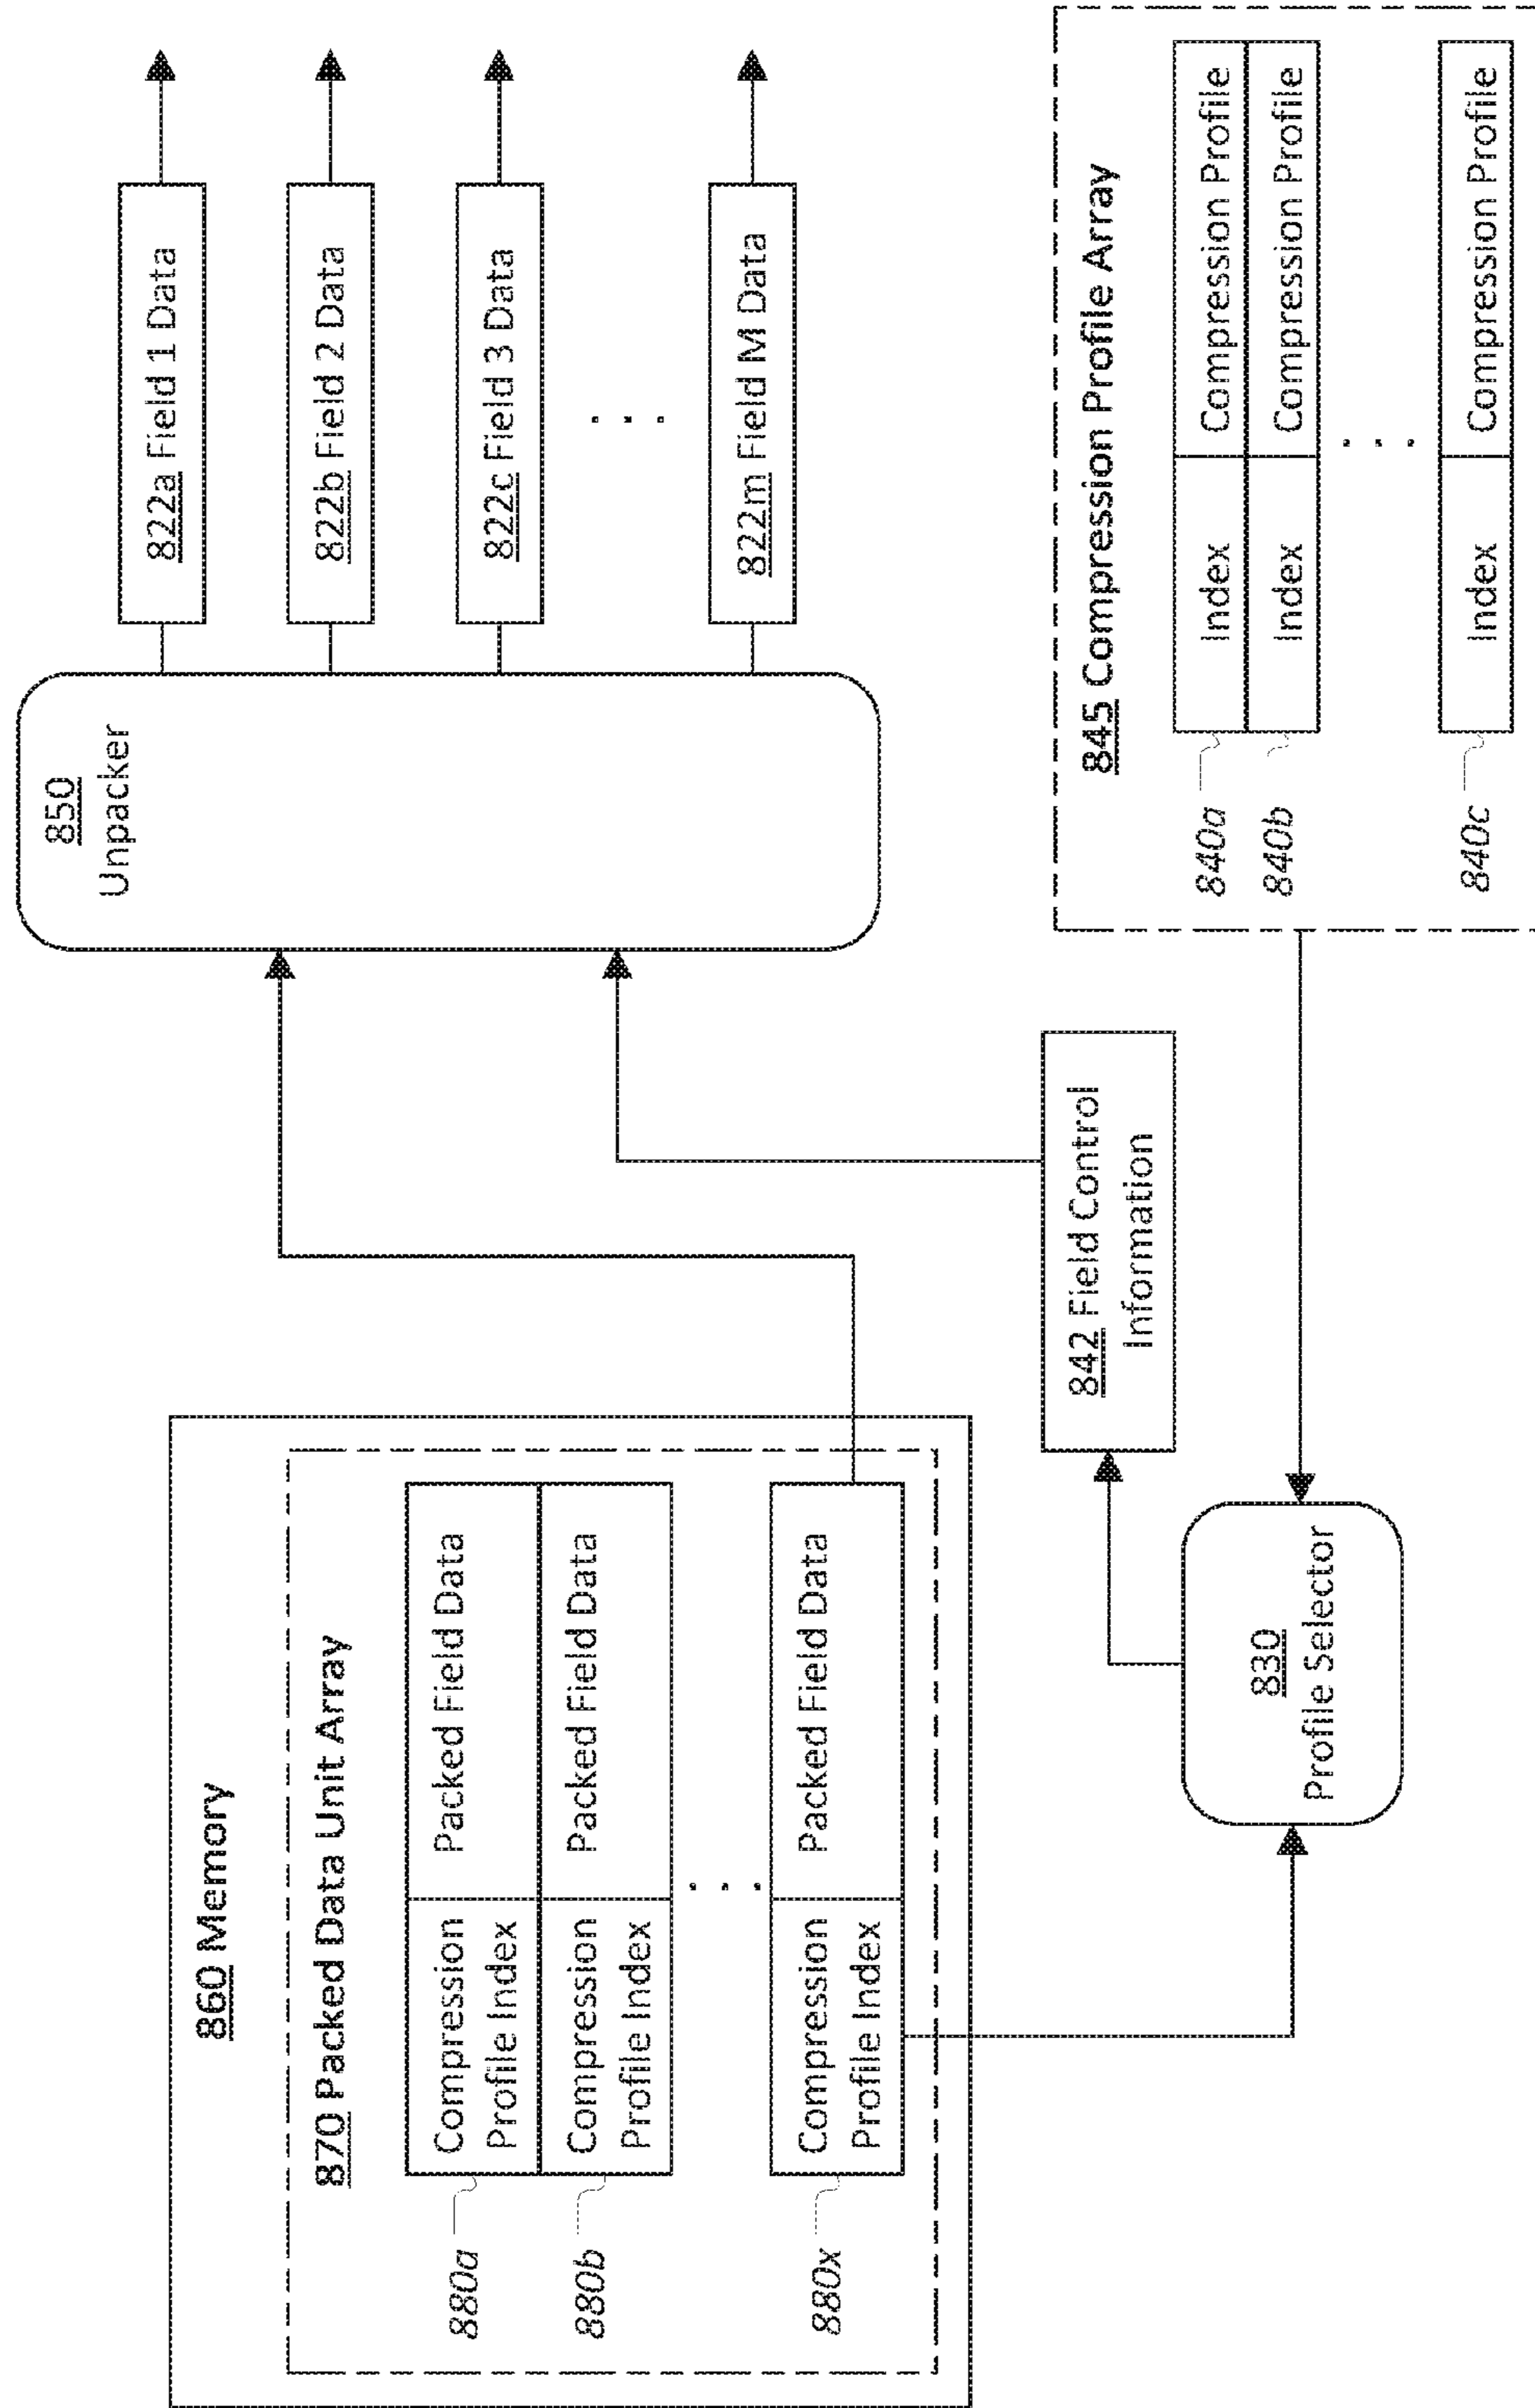 860 Memory
870 Packed Data Unit Array
880a
Compression
Profile Index
Packed Field Data
880b
Compression
Profile Index
Packed Field Data
. . .
880x
Compression
Profile Index
Packed Field Data
850
Unpacker
822a Field 1 Data
822b Field 2 Data
822c Field 3 Data
. . .
822m Field M Data
842 Field Control
Information
830
Profile Selector
845 Compression Profile Array
840a
Index
Compression Profile
840b
Index
Compression Profile
. . .
840c
Index
Compression Profile